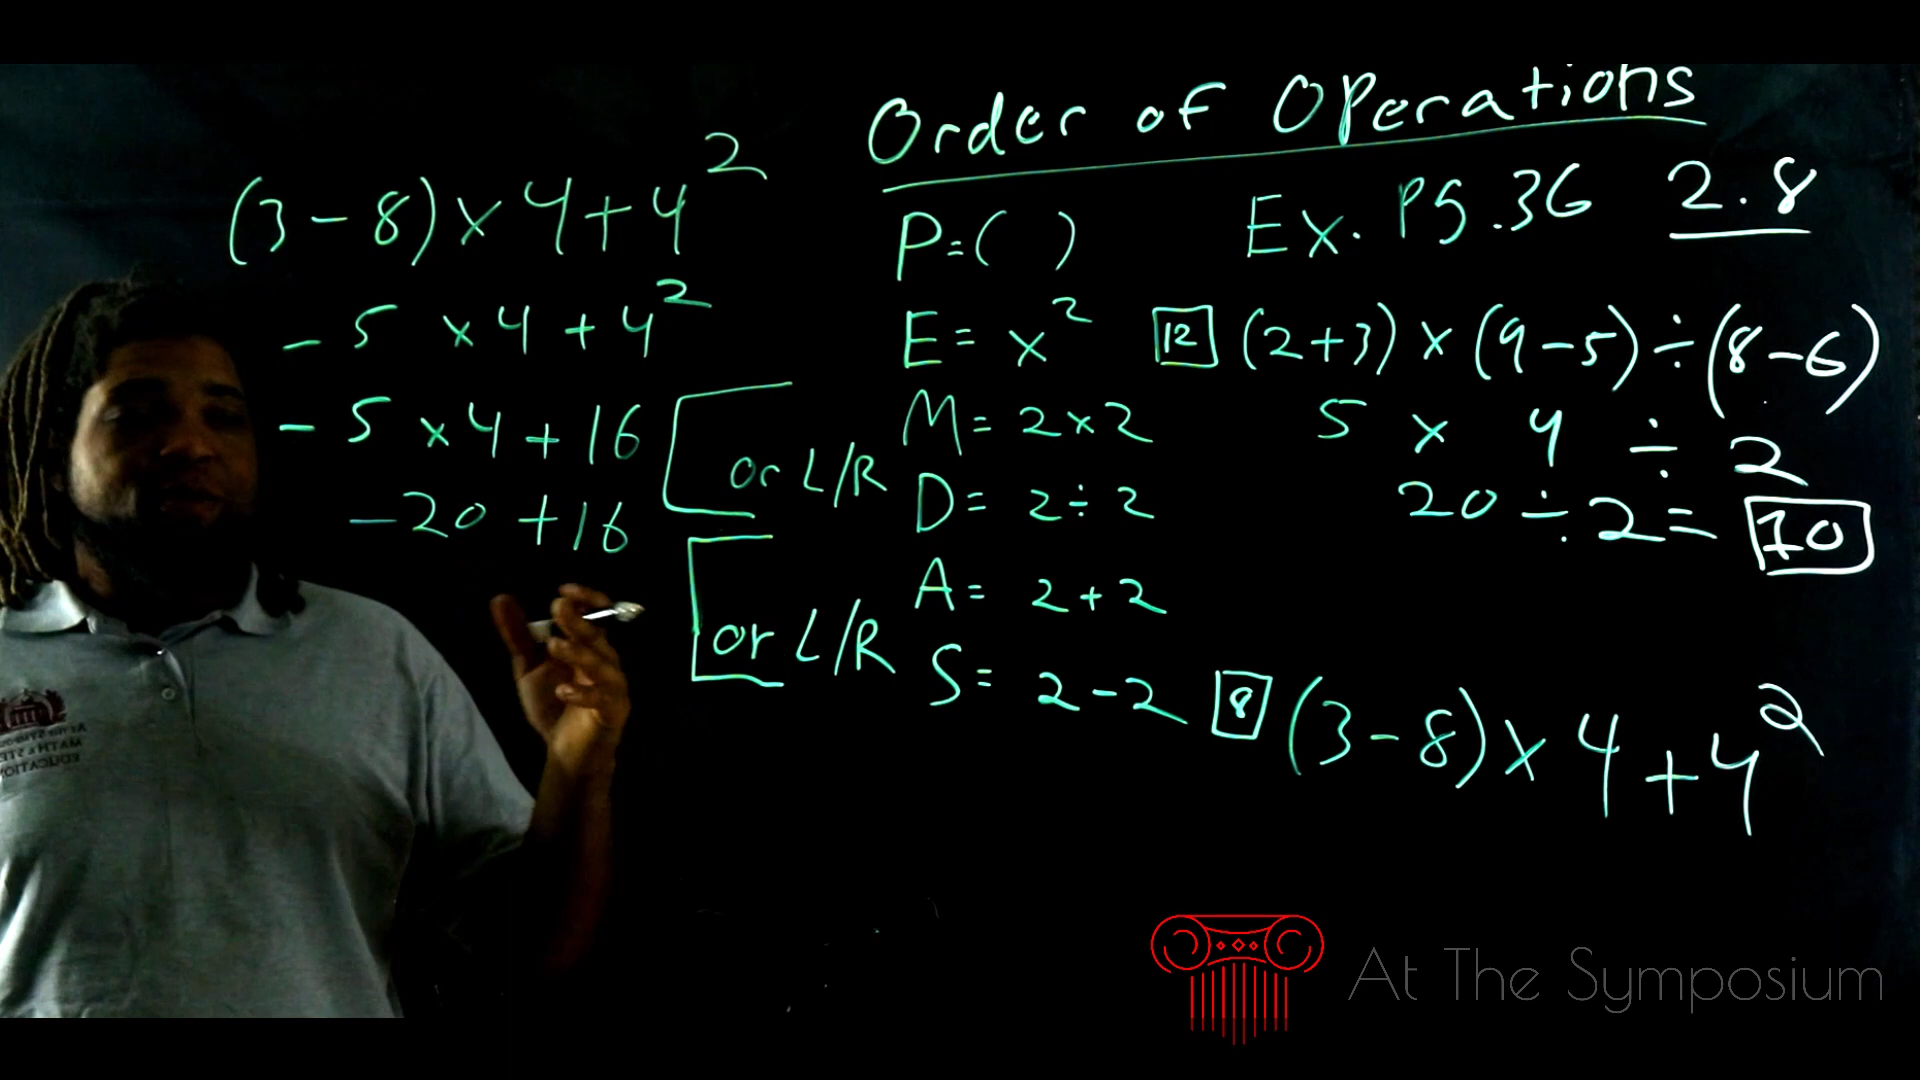 Order of Operations
(3-8)x4+4²
-5 x4+4²
-5 x4+16
-20 +16
P=( )
E= x²
M= 2x2
or L/R
D= 2÷2
A= 2+2
or L/R
S= 2-2
Ex. Pg.36 2.8
12 (2+3)x(9-5)÷(8-6)
5 x 4 ÷ 2
20÷2= 10
8 (3-8)x4+4²
At The Symposium